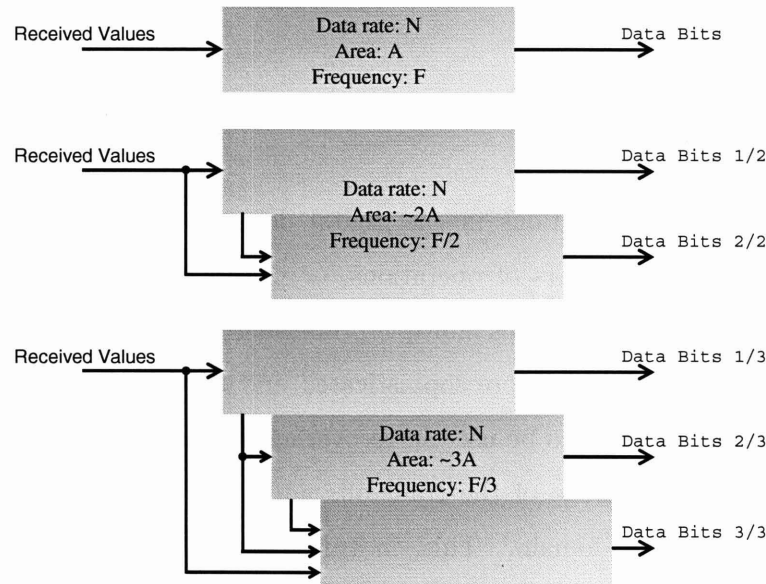 Received Values
Data rate: N
Area: A
Frequency: F
Data Bits
Received Values
Data rate: N
Area: ~2A
Frequency: F/2
Data Bits 1/2
Data Bits 2/2
Received Values
Data rate: N
Area: ~3A
Frequency: F/3
Data Bits 1/3
Data Bits 2/3
Data Bits 3/3